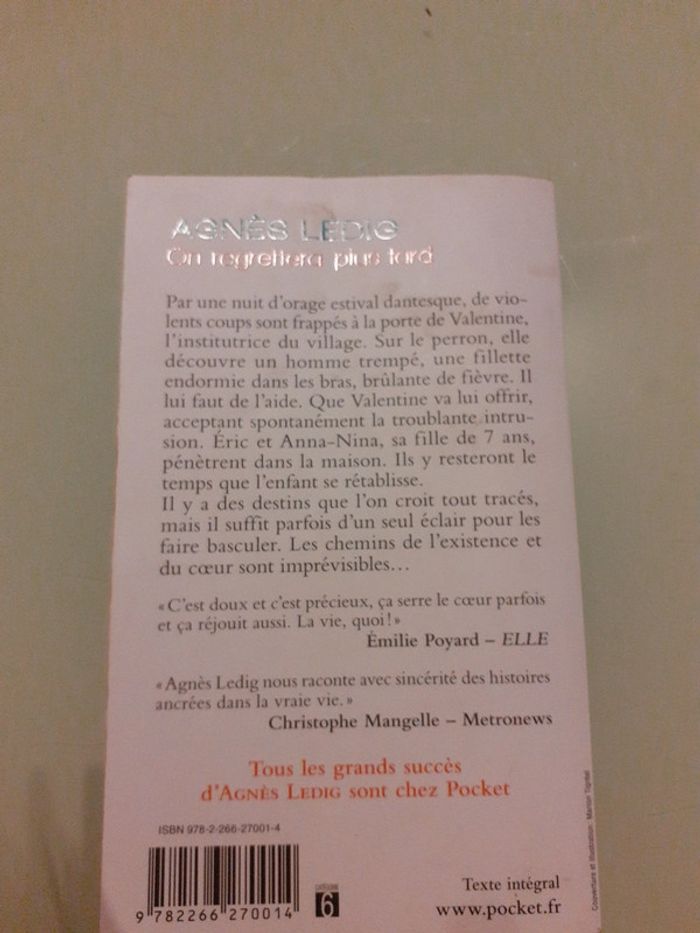 AGNÈS LEDIG
On regrettera plus tard
Par une nuit d'orage estival dantesque, de vio-
lents coups sont frappés à la porte de Valentine,
l'institutrice du village. Sur le perron, elle
découvre un homme trempé, une fillette
endormie dans les bras, brûlante de fièvre. Il
lui faut de l'aide. Que Valentine va lui offrir,
acceptant spontanément la troublante intru-
sion. Éric et Anna-Nina, sa fille de 7 ans,
pénètrent dans la maison. Ils y resteront le
temps que l'enfant se rétablisse.
Il y a des destins que l'on croit tout tracés,
mais il suffit parfois d'un seul éclair pour les
faire basculer. Les chemins de l'existence et
du cœur sont imprévisibles…
« C'est doux et c'est précieux, ça serre le cœur parfois
et ça réjouit aussi. La vie, quoi ! »
Émilie Poyard – ELLE
« Agnès Ledig nous raconte avec sincérité des histoires
ancrées dans la vraie vie. »
Christophe Mangelle – Metronews
Tous les grands succès
d'AGNÈS LEDIG sont chez Pocket
ISBN 978-2-266-27001-4
9 782266 270014
CATÉGORIE
6
Texte intégral
www.pocket.fr
Couverture et illustration : Marion Tigréat